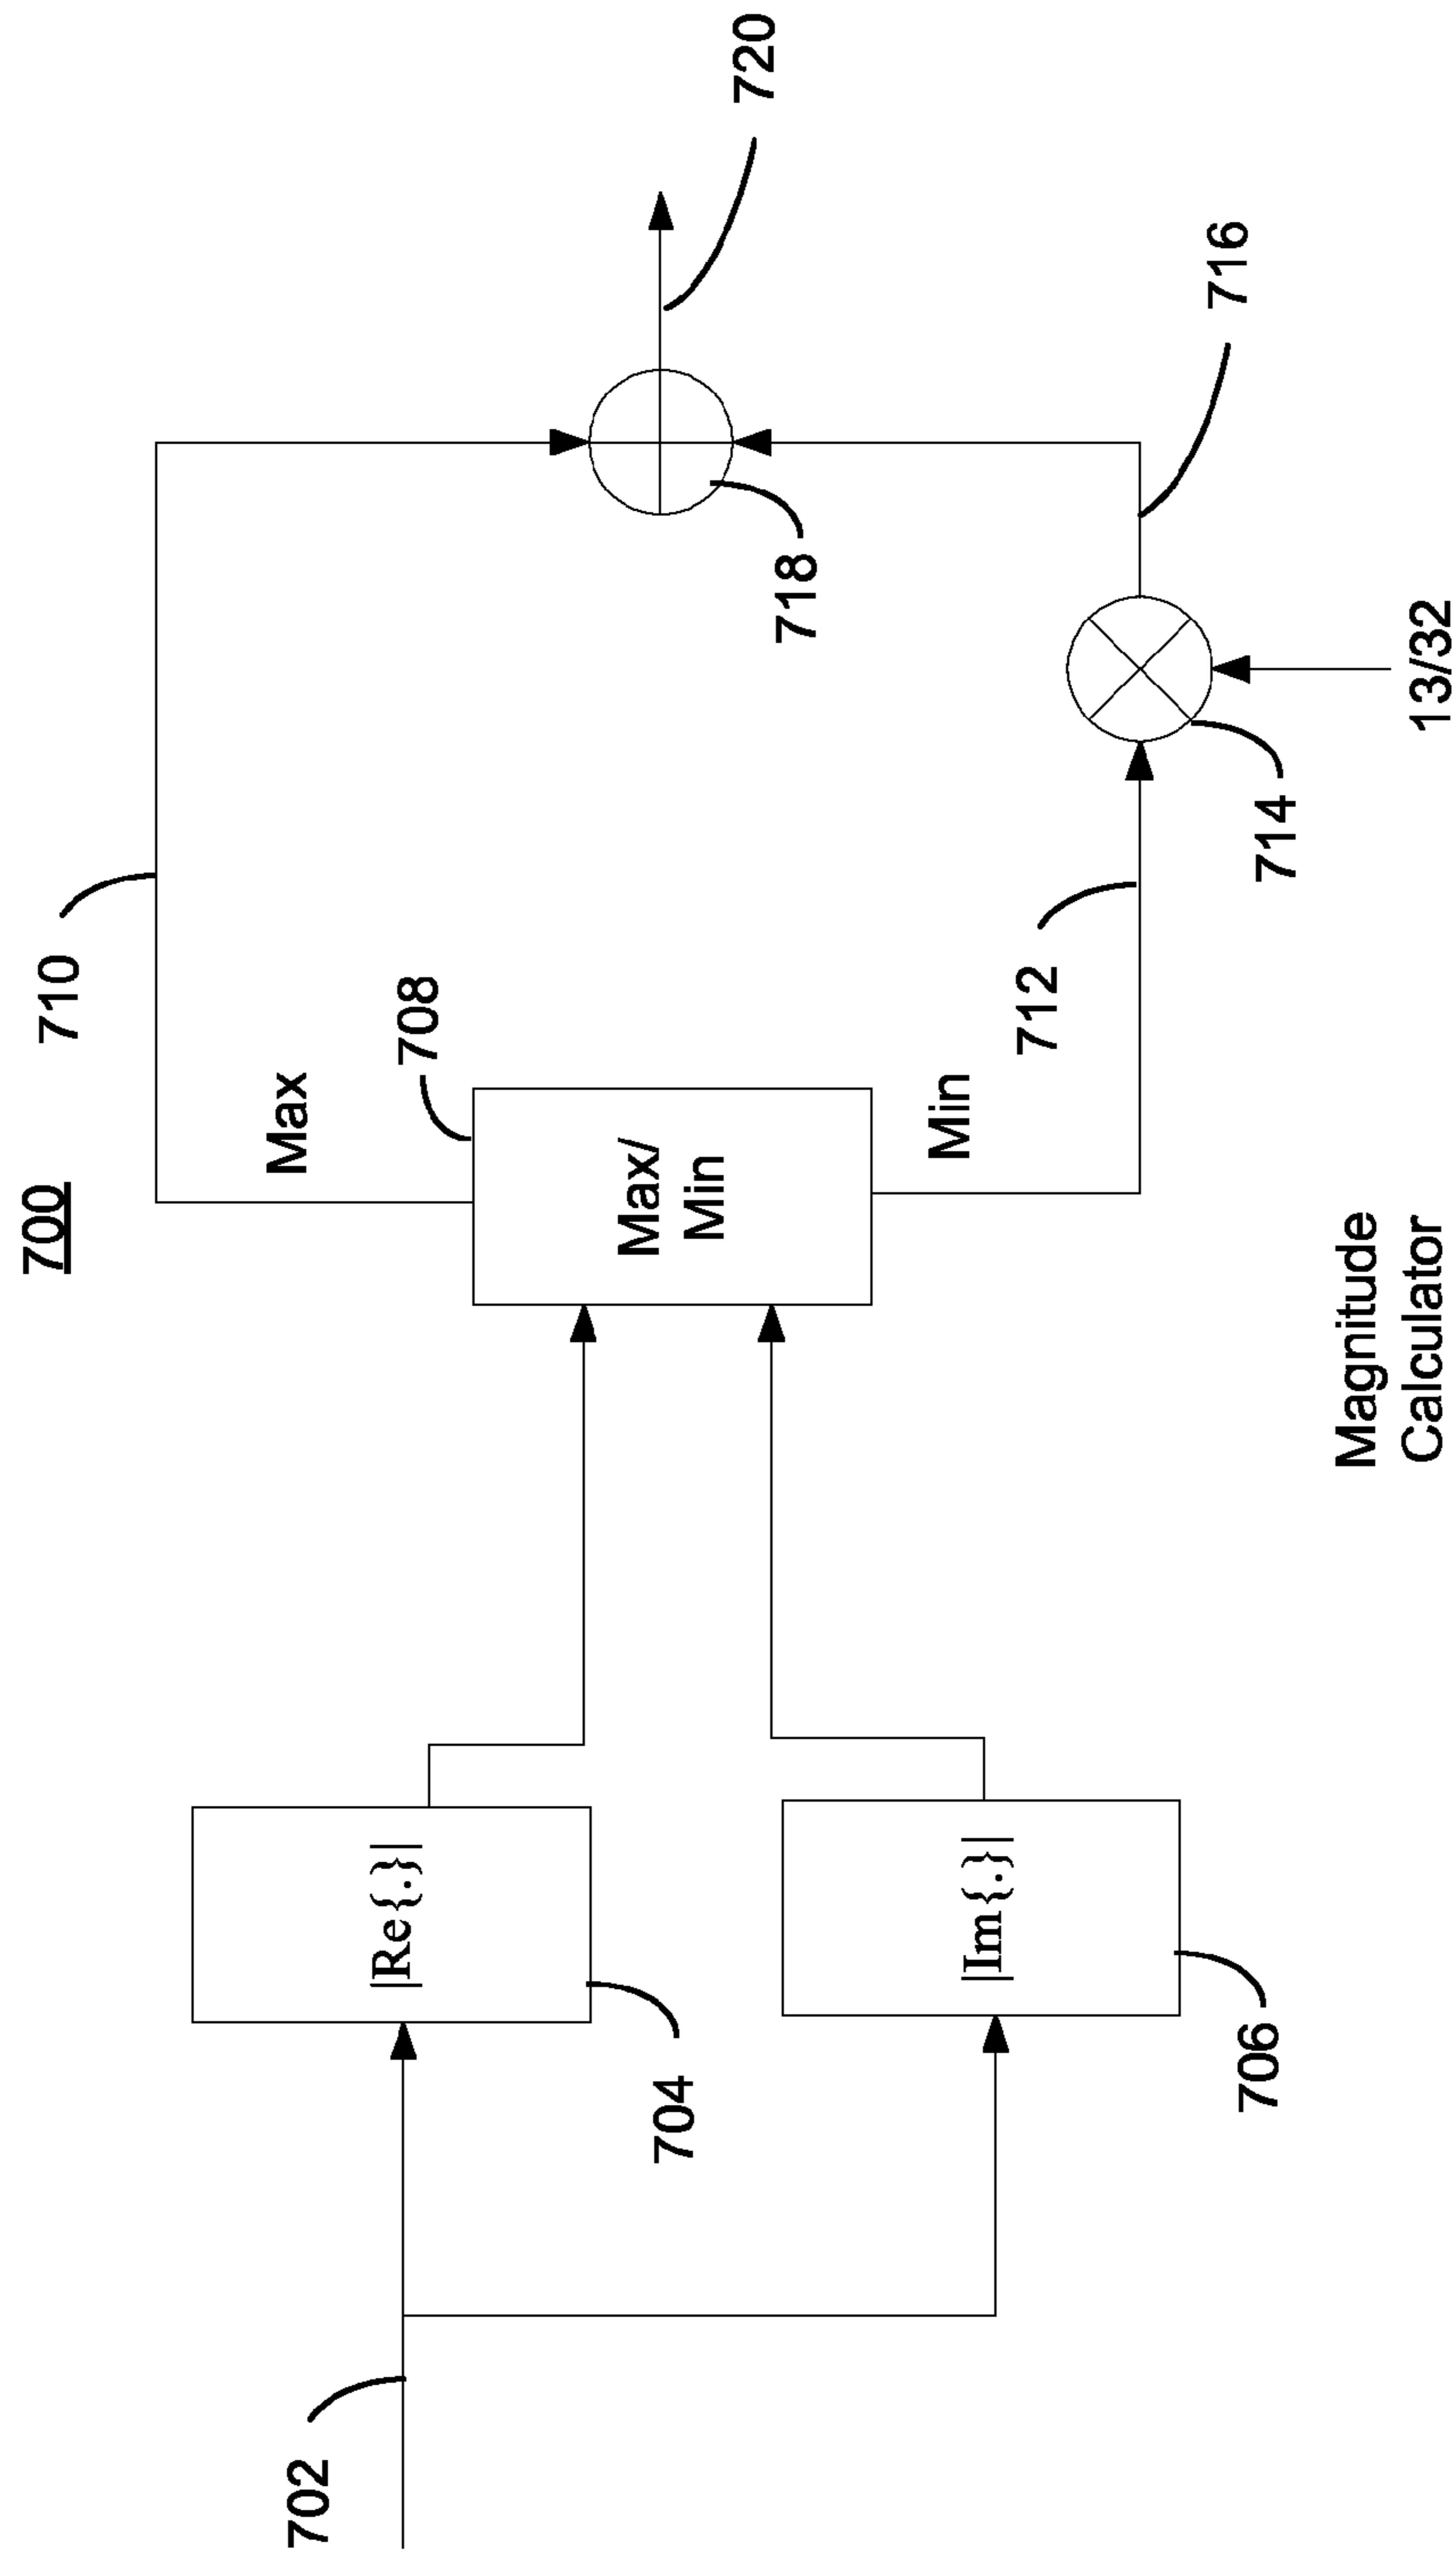 700
702
704
|Re{.}|
706
|Im{.}|
708
Max/
Min
Max
710
Min
712
714
13/32
716
718
720
Magnitude
Calculator